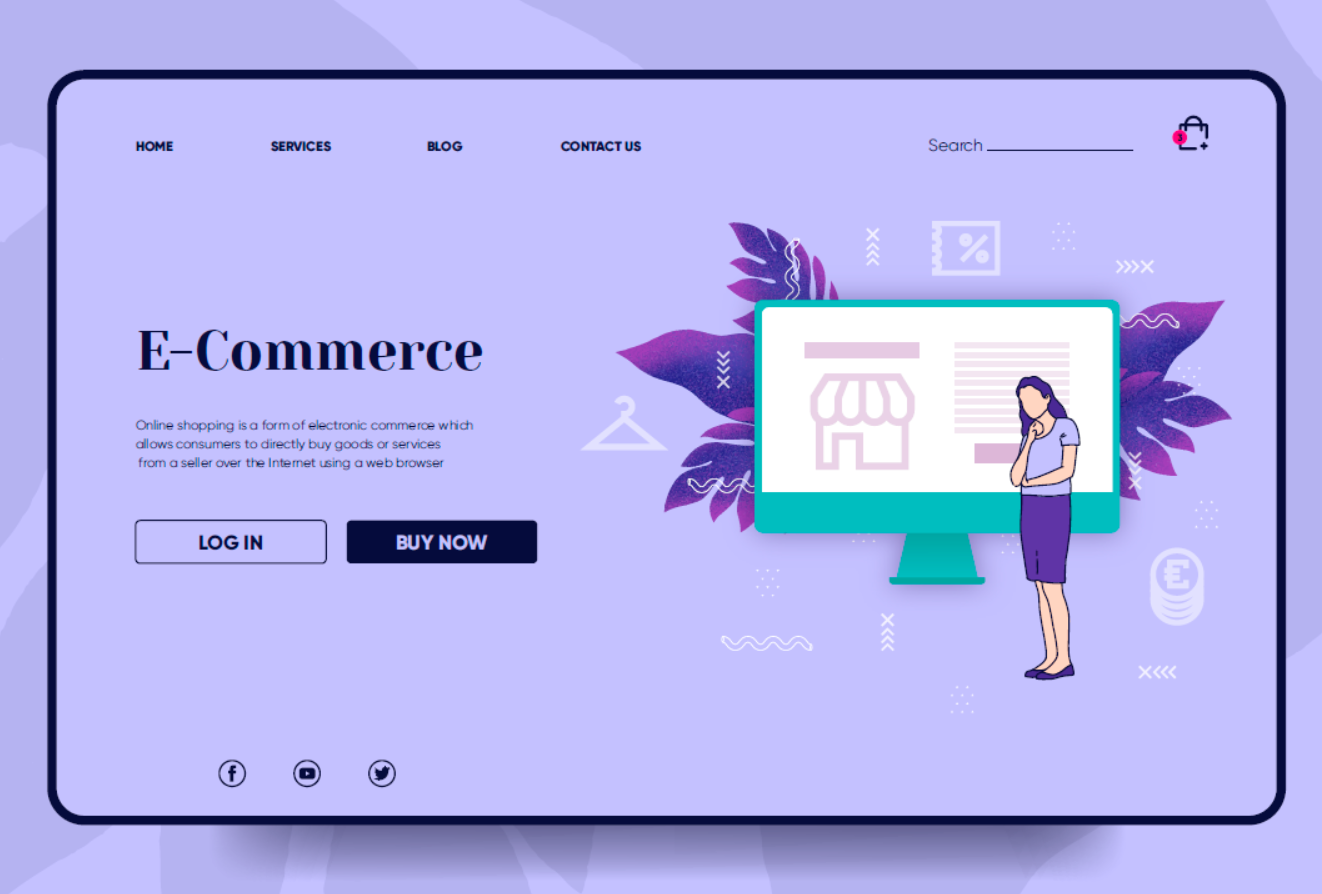 HOME SERVICES BLOG CONTACT US Search
3
E-Commerce
Online shopping is a form of electronic commerce which
allows consumers to directly buy goods or services
from a seller over the Internet using a web browser
LOG IN BUY NOW